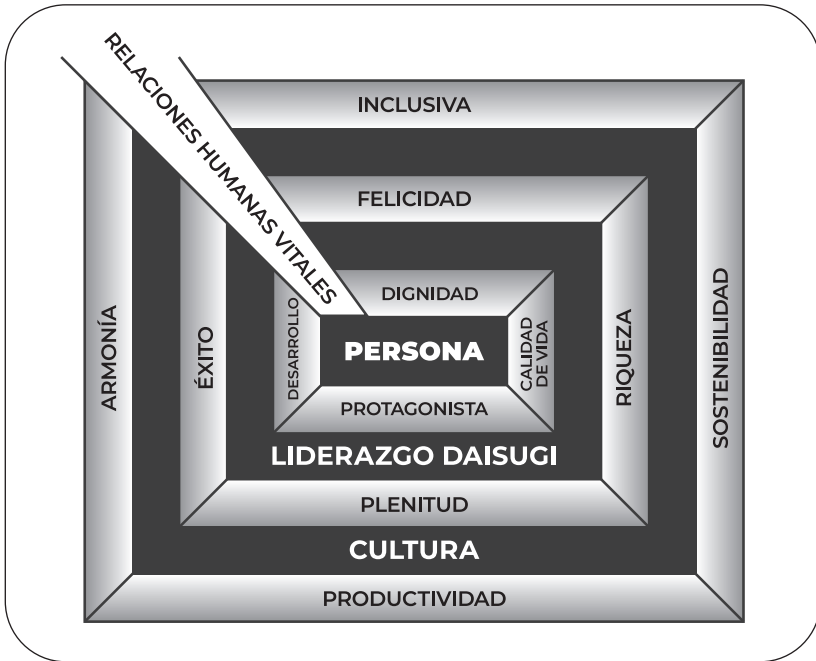 RELACIONES HUMANAS VITALES
INCLUSIVA
FELICIDAD
DIGNIDAD
ARMONÍA
ÉXITO
DESARROLLO
PERSONA
CALIDAD
DE VIDA
RIQUEZA
SOSTENIBILIDAD
PROTAGONISTA
LIDERAZGO DAISUGI
PLENITUD
CULTURA
PRODUCTIVIDAD